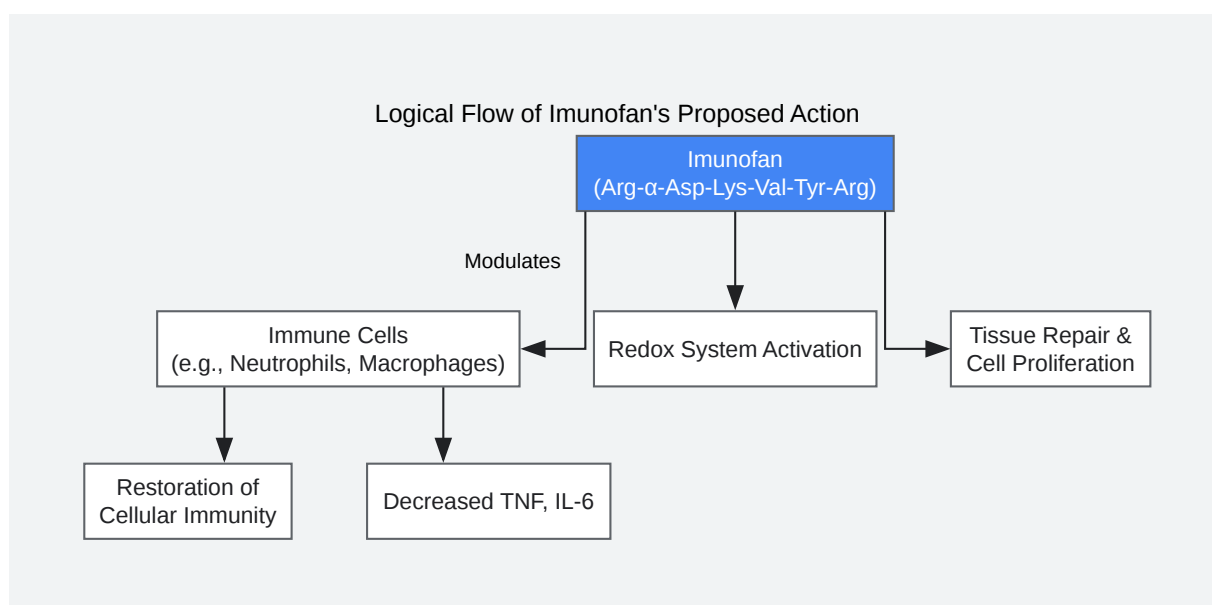 Logical Flow of Imunofan's Proposed Action
Imunofan
(Arg-α-Asp-Lys-Val-Tyr-Arg)
Modulates
Immune Cells
(e.g., Neutrophils, Macrophages)
Redox System Activation
Tissue Repair &
Cell Proliferation
Restoration of
Cellular Immunity
Decreased TNF, IL-6